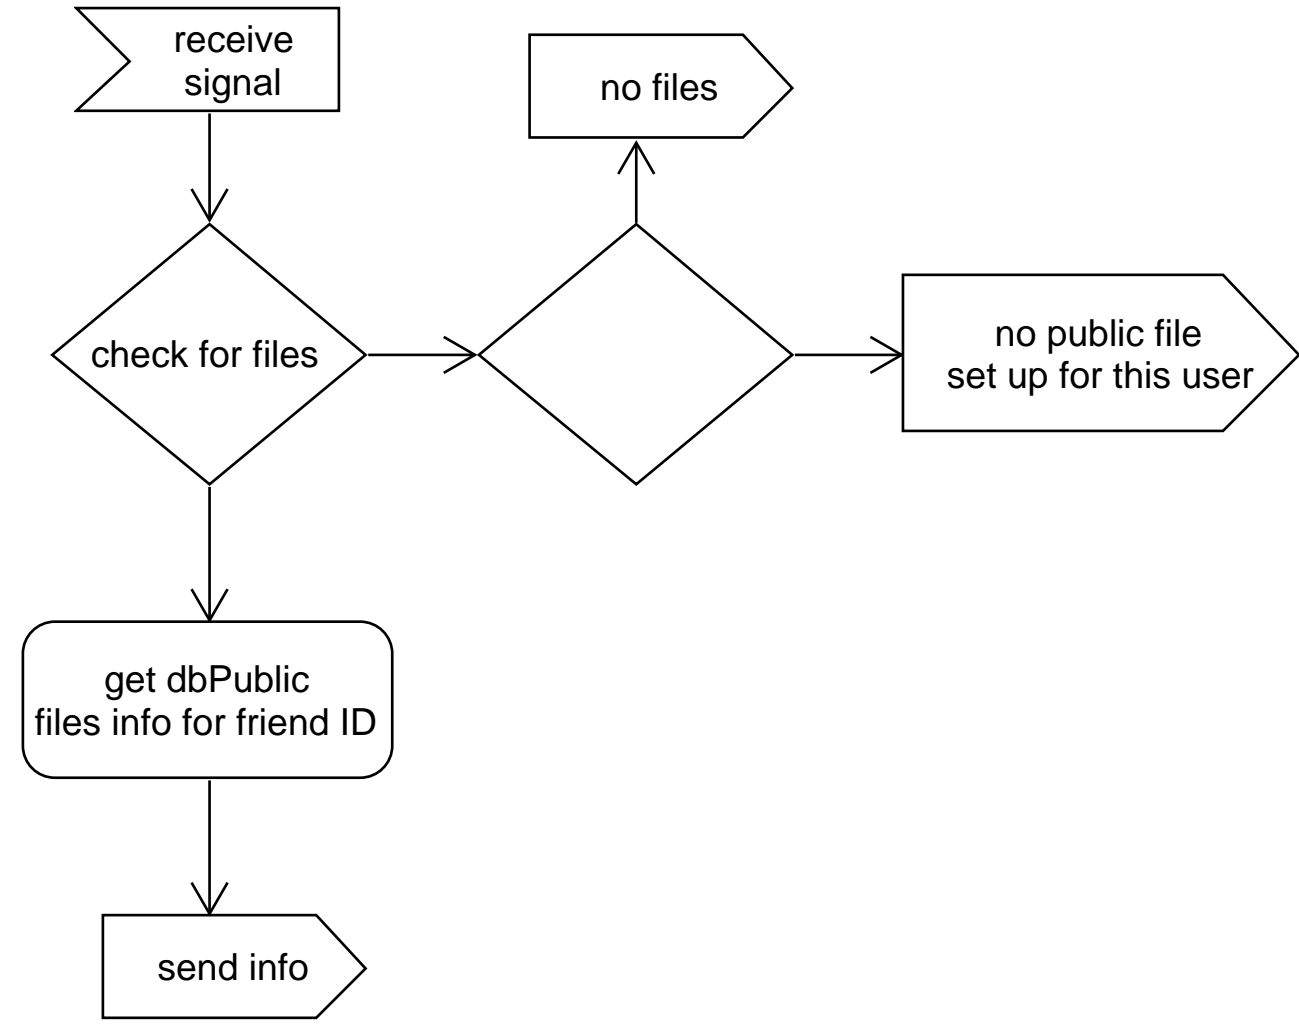 receive
signal
no files
check for files
no public file
set up for this user
get dbPublic
files info for friend ID
send info